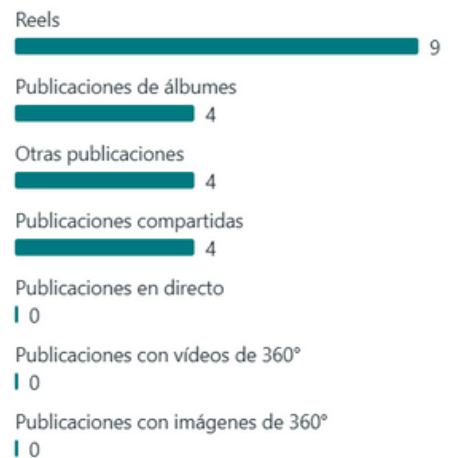 Reels
9
Publicaciones de álbumes
4
Otras publicaciones
4
Publicaciones compartidas
4
Publicaciones en directo
0
Publicaciones con vídeos de 360°
0
Publicaciones con imágenes de 360°
0